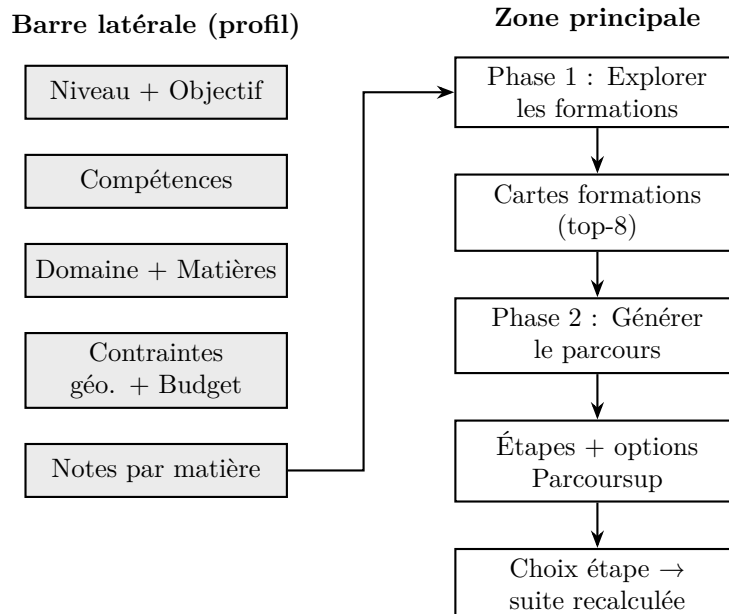 Barre latérale (profil)
Niveau + Objectif
Compétences
Domaine + Matières
Contraintes
géo. + Budget
Notes par matière
Zone principale
Phase 1 : Explorer
les formations
Cartes formations
(top-8)
Phase 2 : Générer
le parcours
Étapes + options
Parcoursup
Choix étape →
suite recalculée